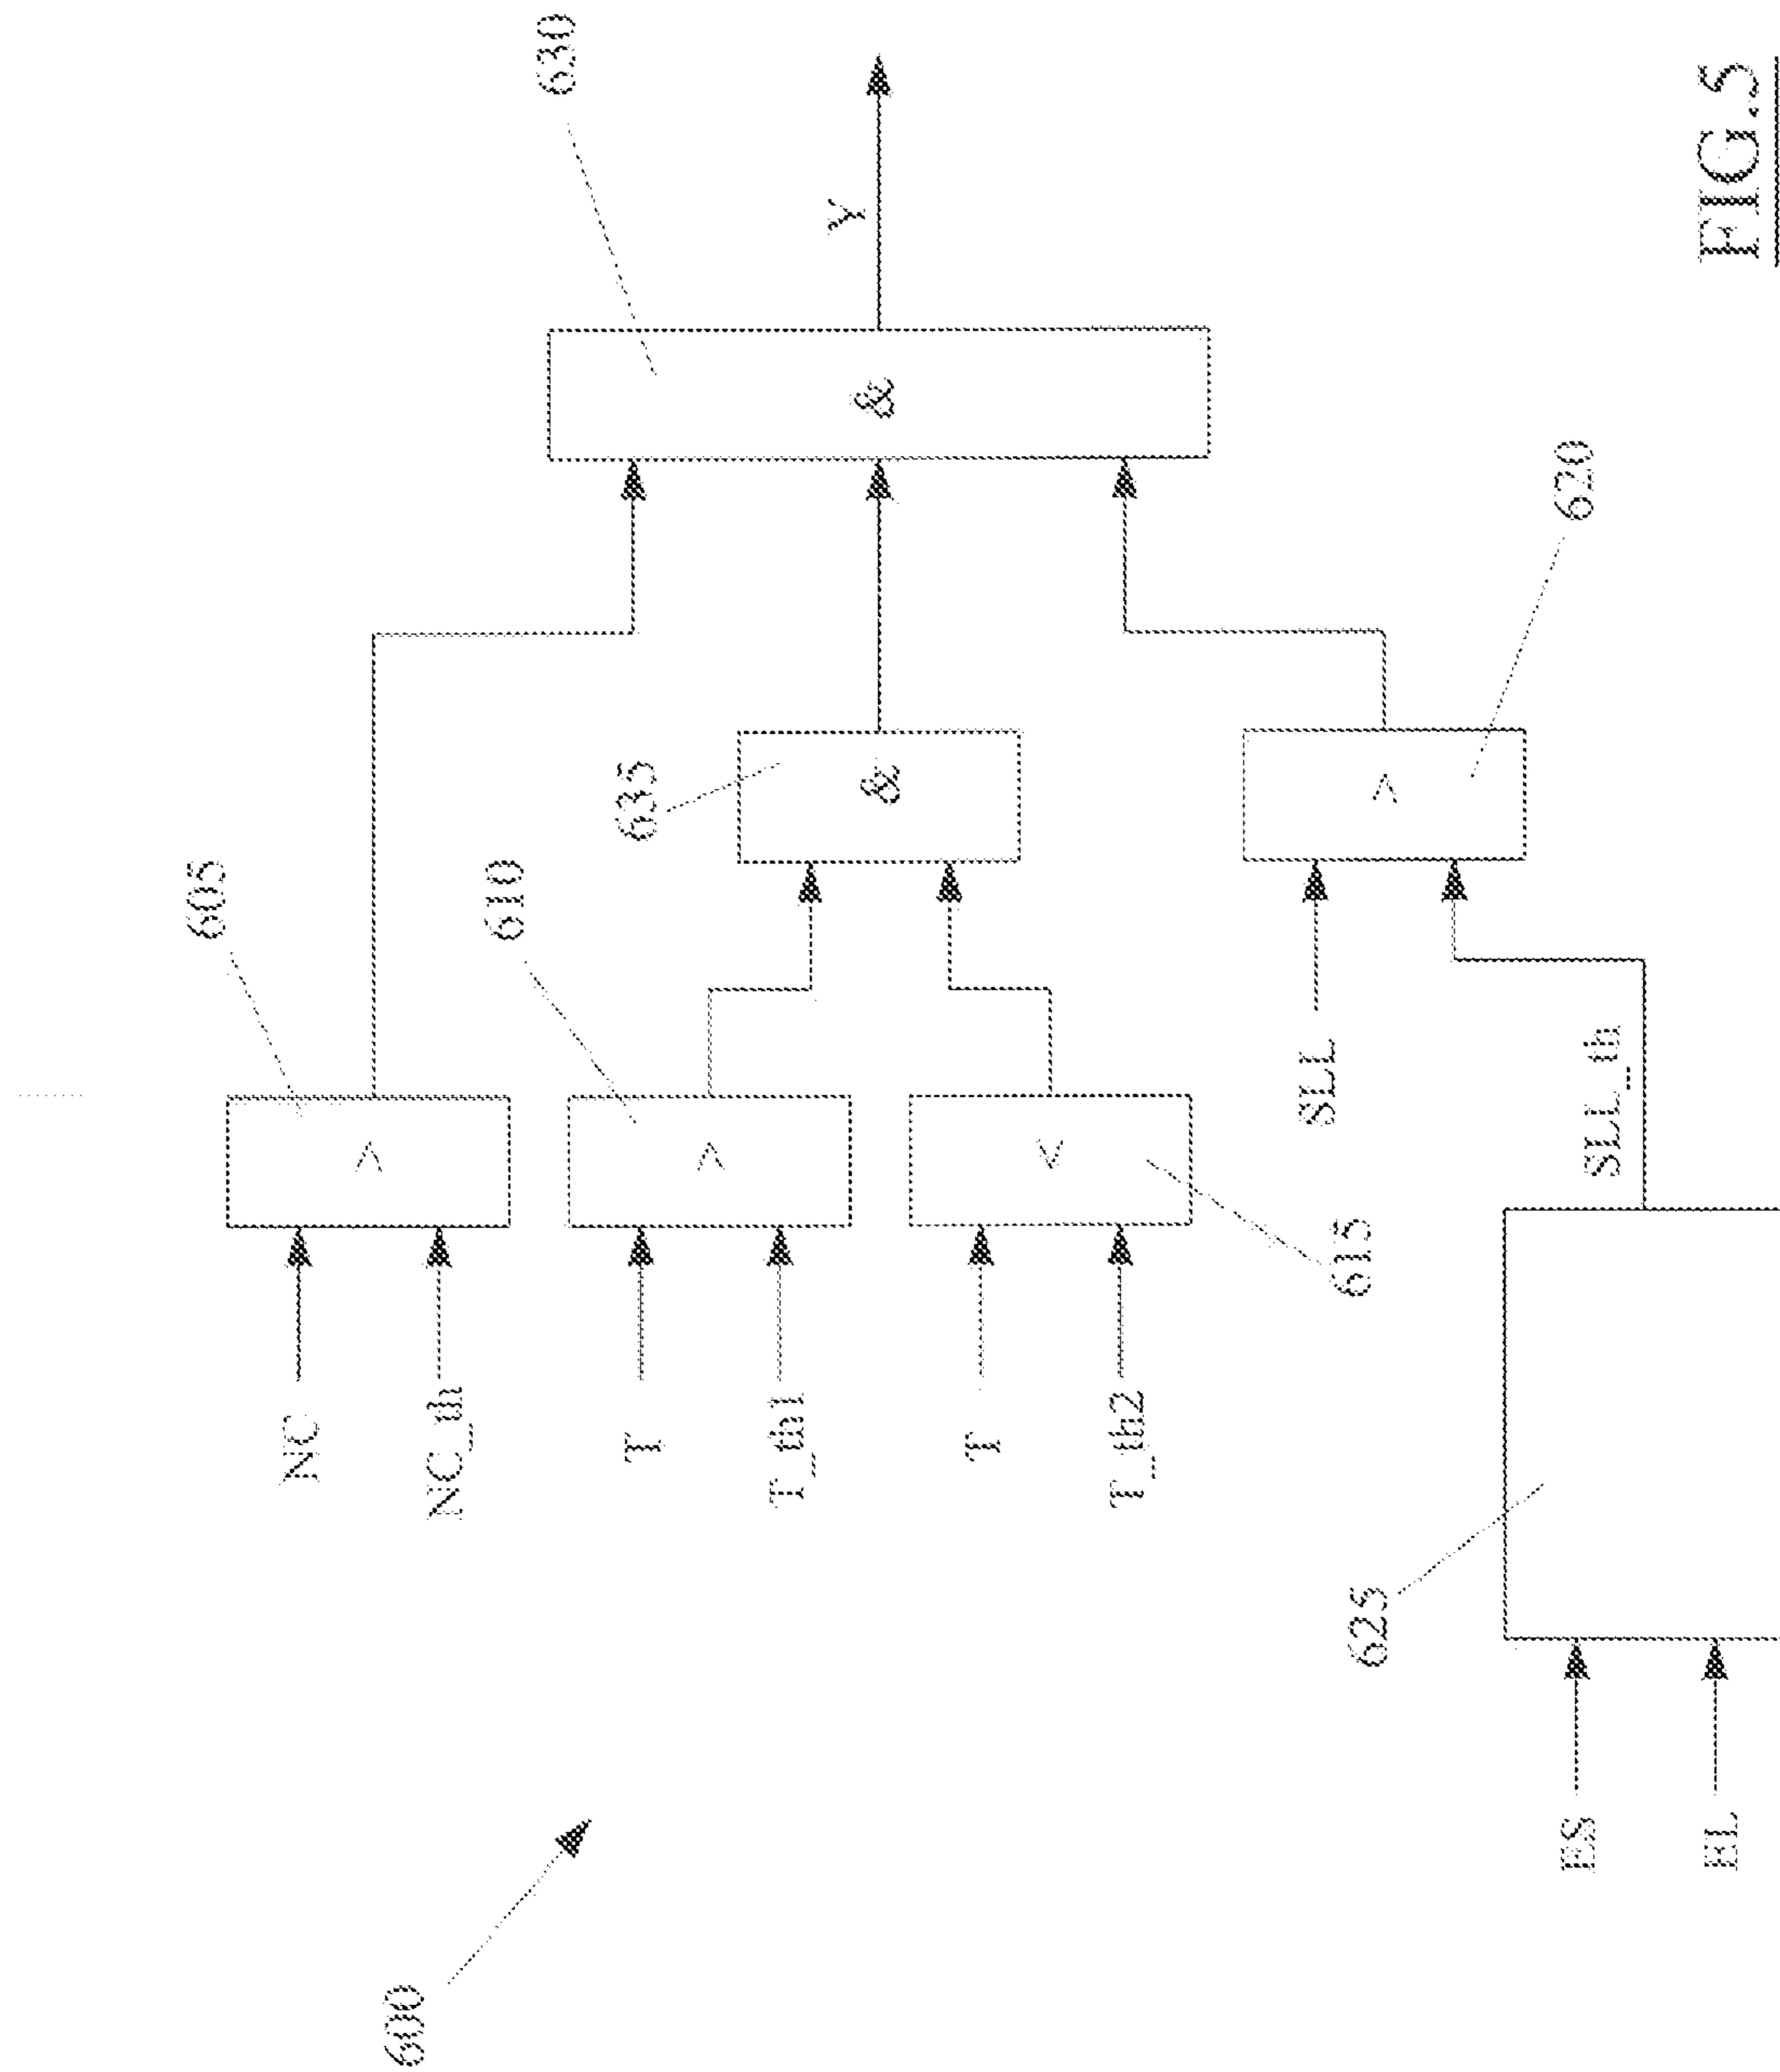 605
NC
>
600
NC_th
610
630
635
T
>
T_th1
Y
&
&
T
<
T_th2
SLL
615
625
>
620
ES
SLL_th
EL
FIG.5